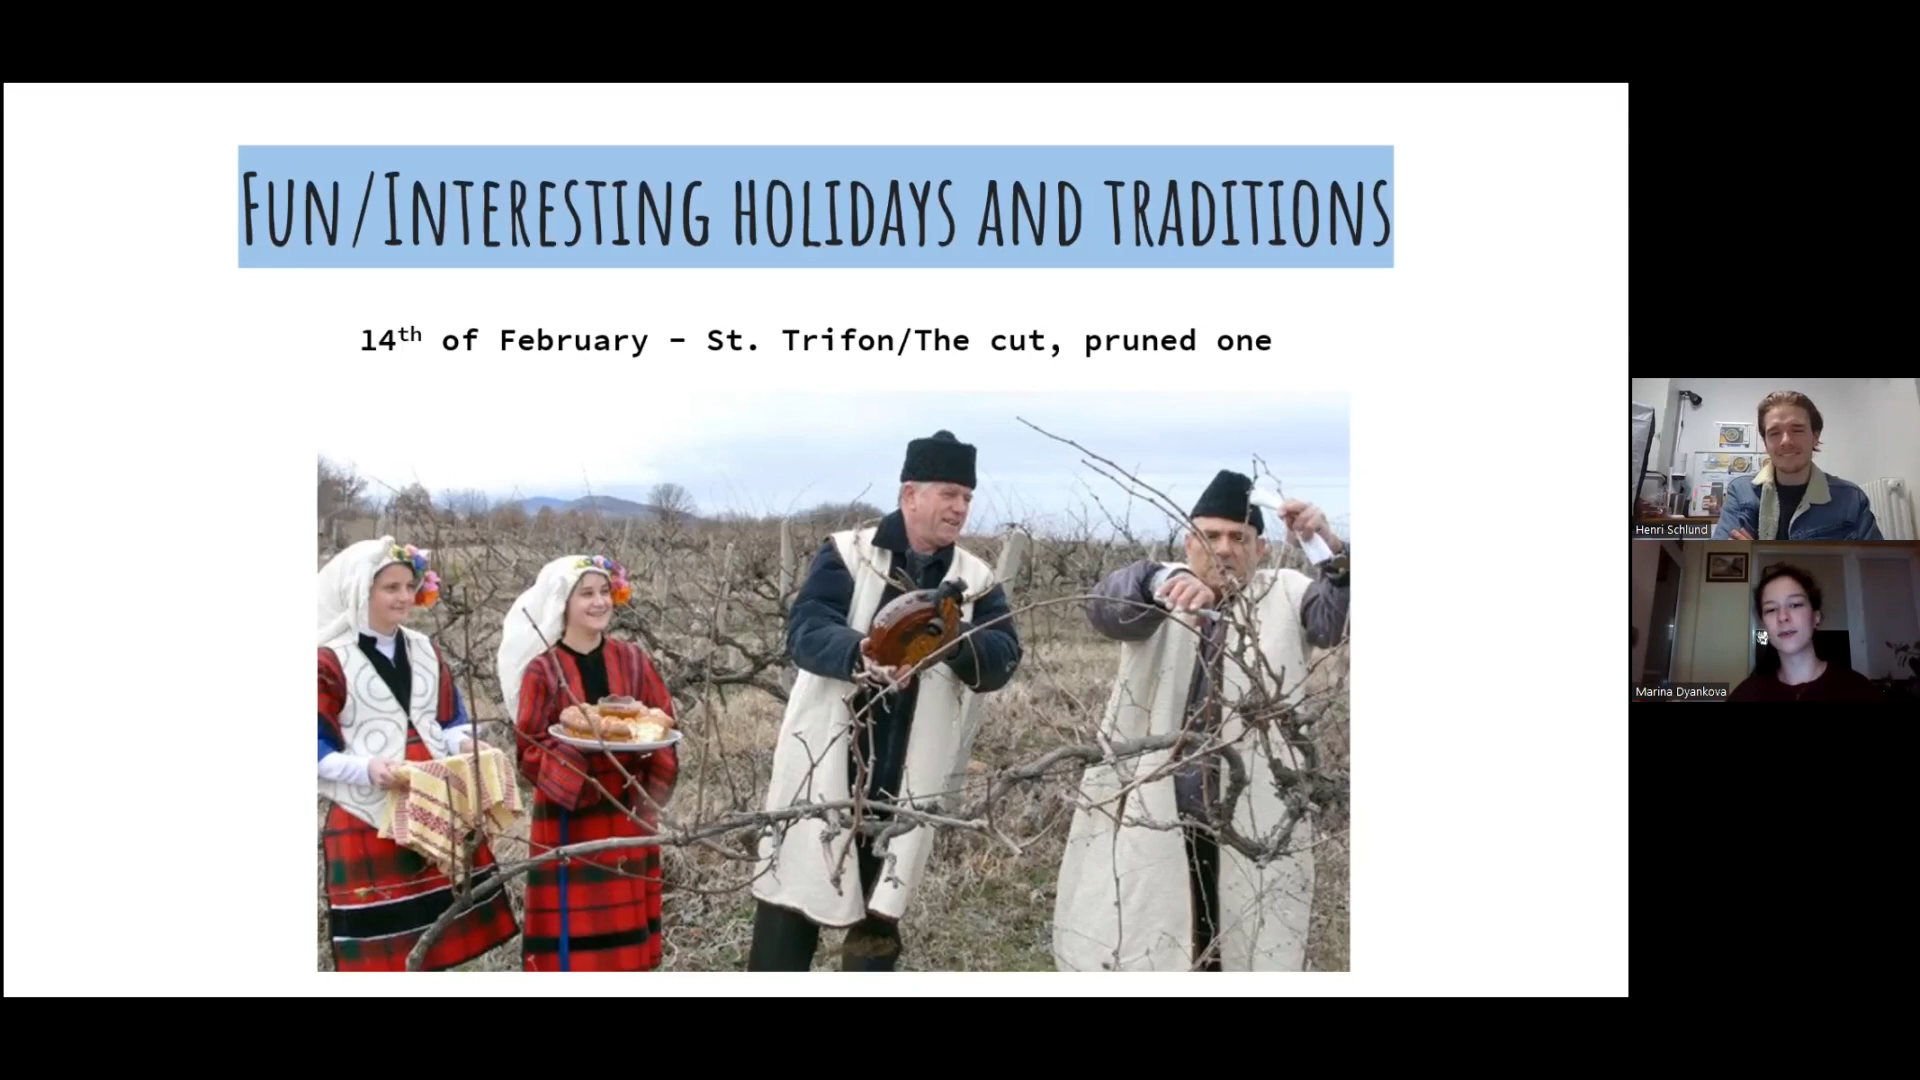 Fun/Interesting holidays and traditions
14th of February – St. Trifon/The cut, pruned one
Henri Schlund
Marina Dyankova